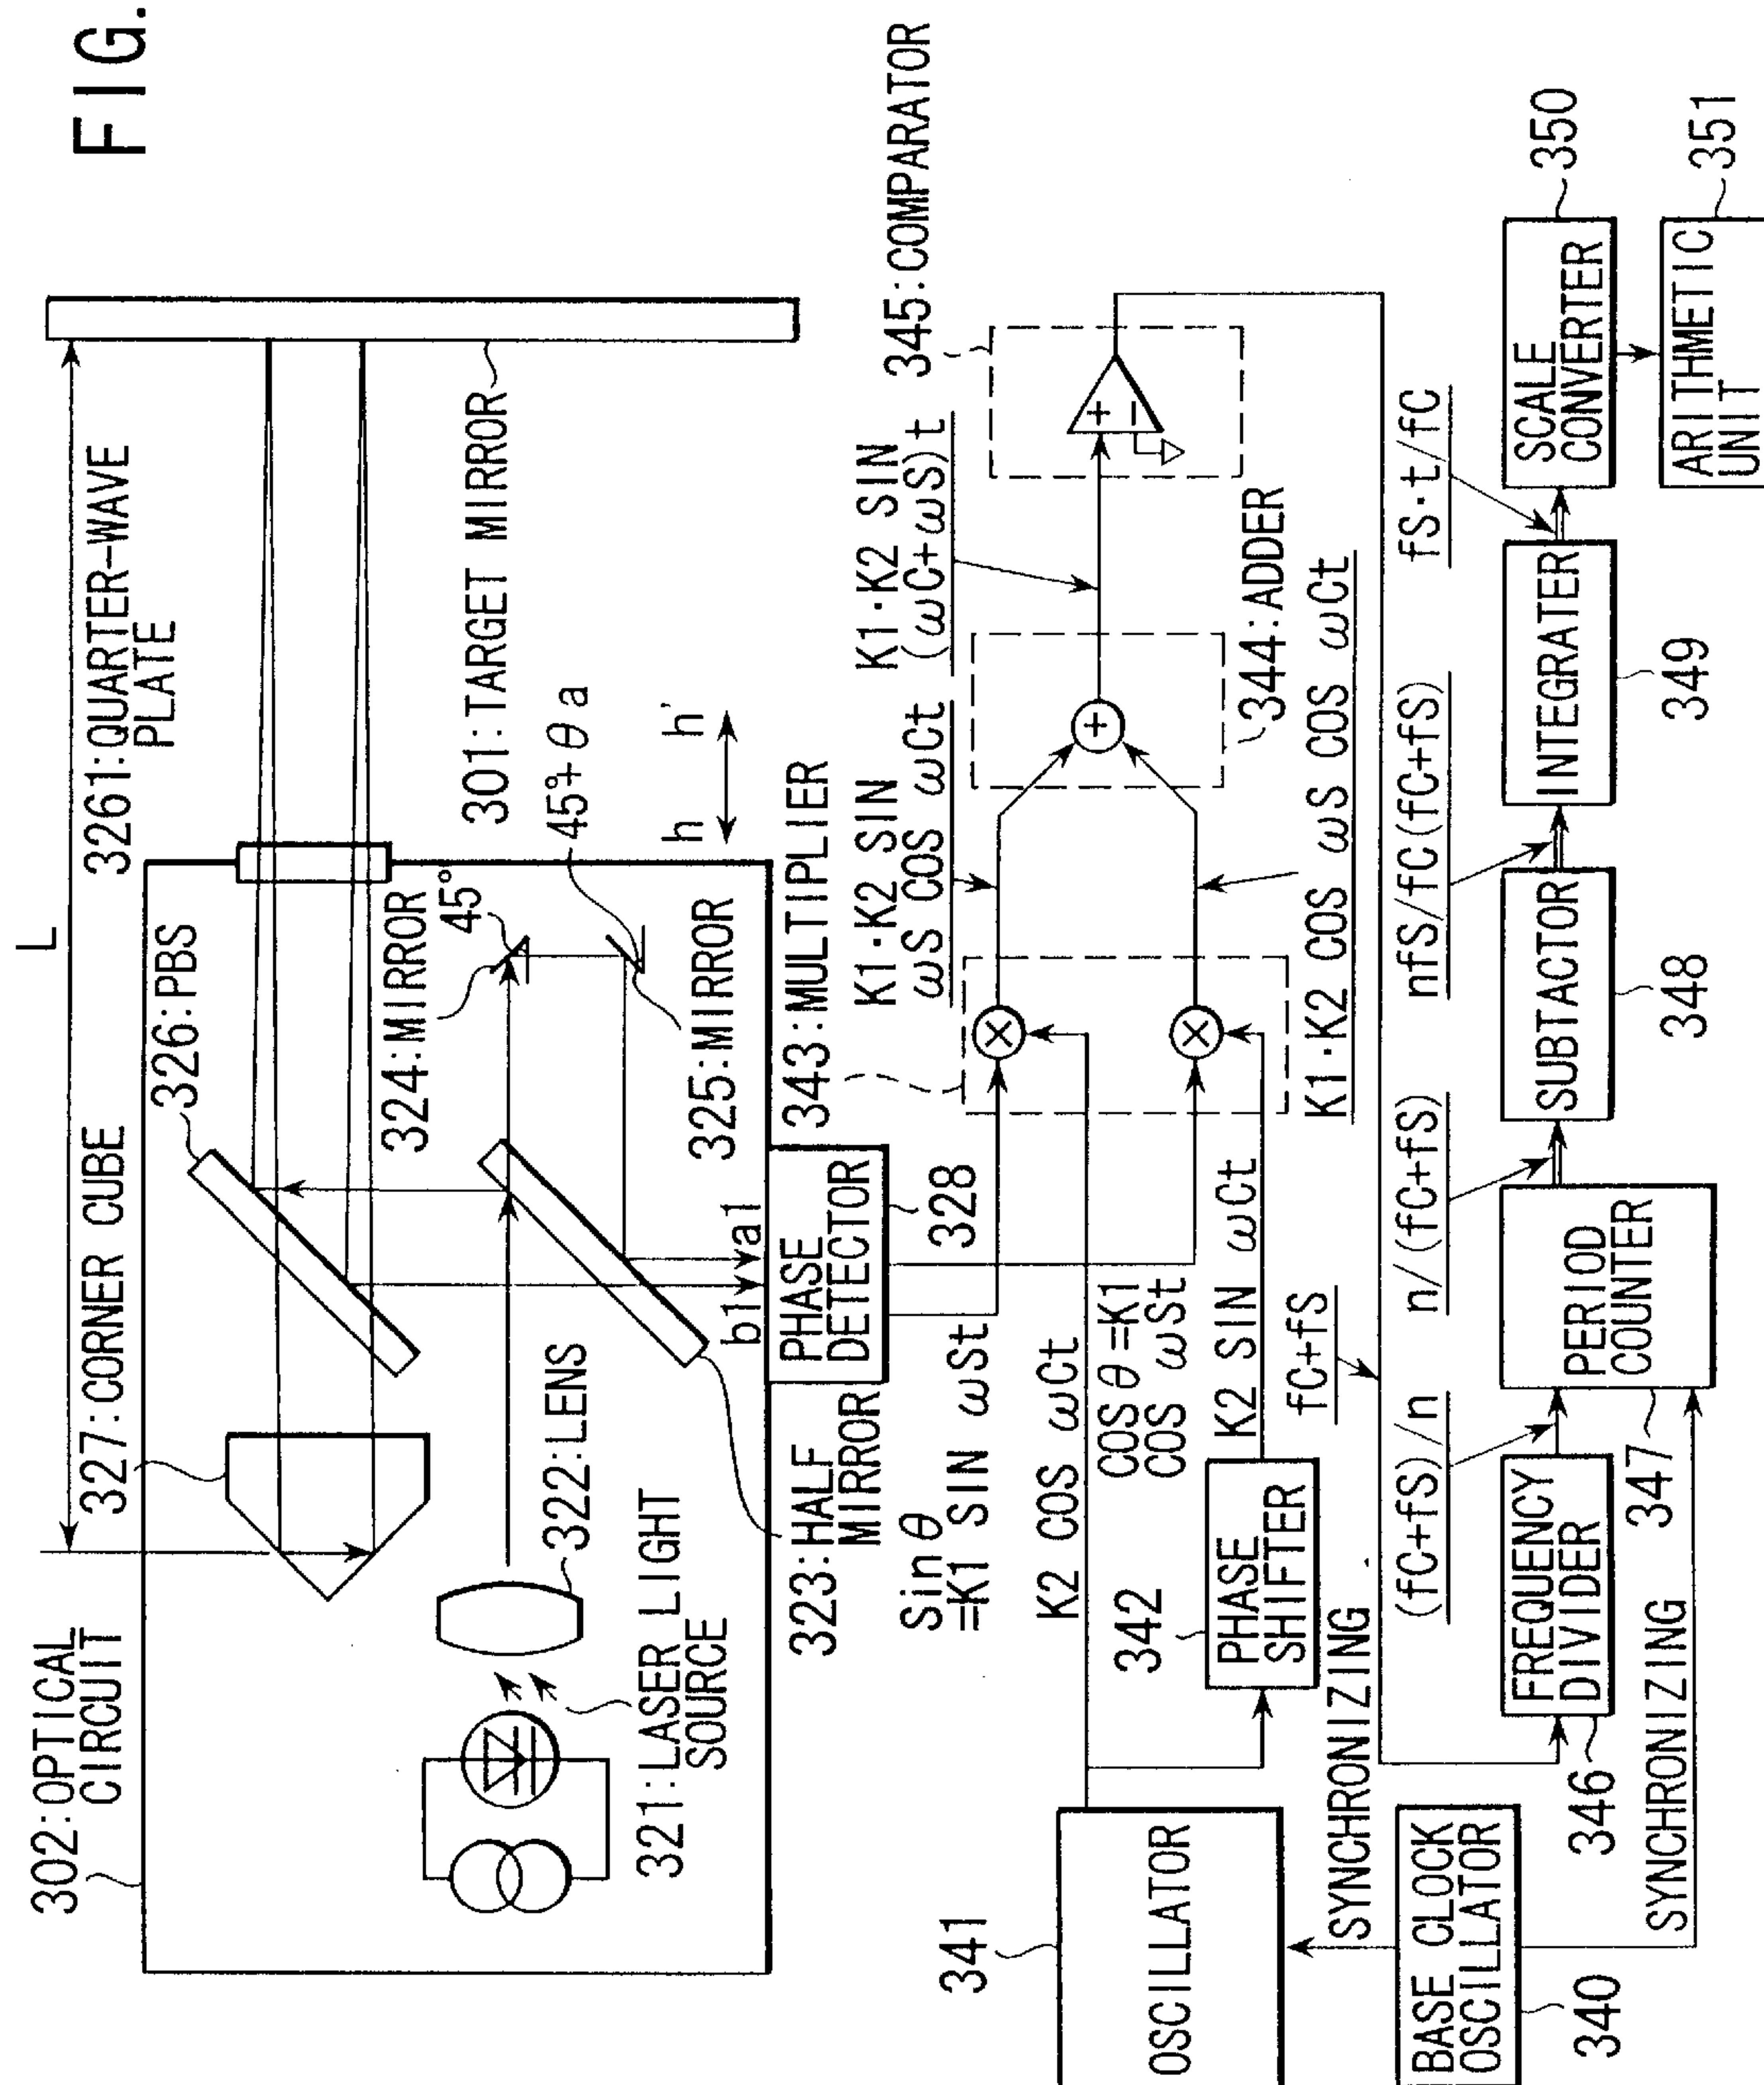 FIG.
L
302:OPTICAL
CIRCUIT
327:CORNER CUBE
326:PBS
3261:QUARTER-WAVE
PLATE
301:TARGET MIRROR
324:MIRROR
45°
45°+θa
325:MIRROR
h h'
322:LENS
321:LASER LIGHT
SOURCE
323:HALF
MIRROR
b1
a1
PHASE
DETECTOR
328
343:MULTIPLIER
Sinθ
=K1 SIN ωSt
K2 COS ωCt
COSθ=K1
COS ωSt
K2 SIN ωCt
K1·K2 SIN
ωS COS ωCt
K1·K2 COS ωS COS ωCt
344:ADDER
K1·K2 SIN
(ωC+ωS)t
345:COMPARATOR
+
−
341
OSCILLATOR
342
PHASE
SHIFTER
SYNCHRONIZING
BASE CLOCK
OSCILLATOR
340
SYNCHRONIZING
fC+fS
FREQUENCY
DIVIDER
346
(fC+fS)/n
PERIOD
COUNTER
347
n/(fC+fS)
SUBTACTOR
348
nfS/fC(fC+fS)
INTEGRATER
349
fS·t/fC
SCALE
CONVERTER
350
ARITHMETIC
UNIT
351